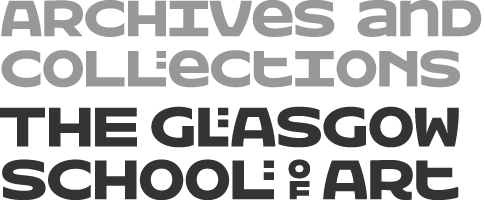 ARCHIVES AND
COLLECTIONS
THE GLASGOW
SCHOOL OF ART